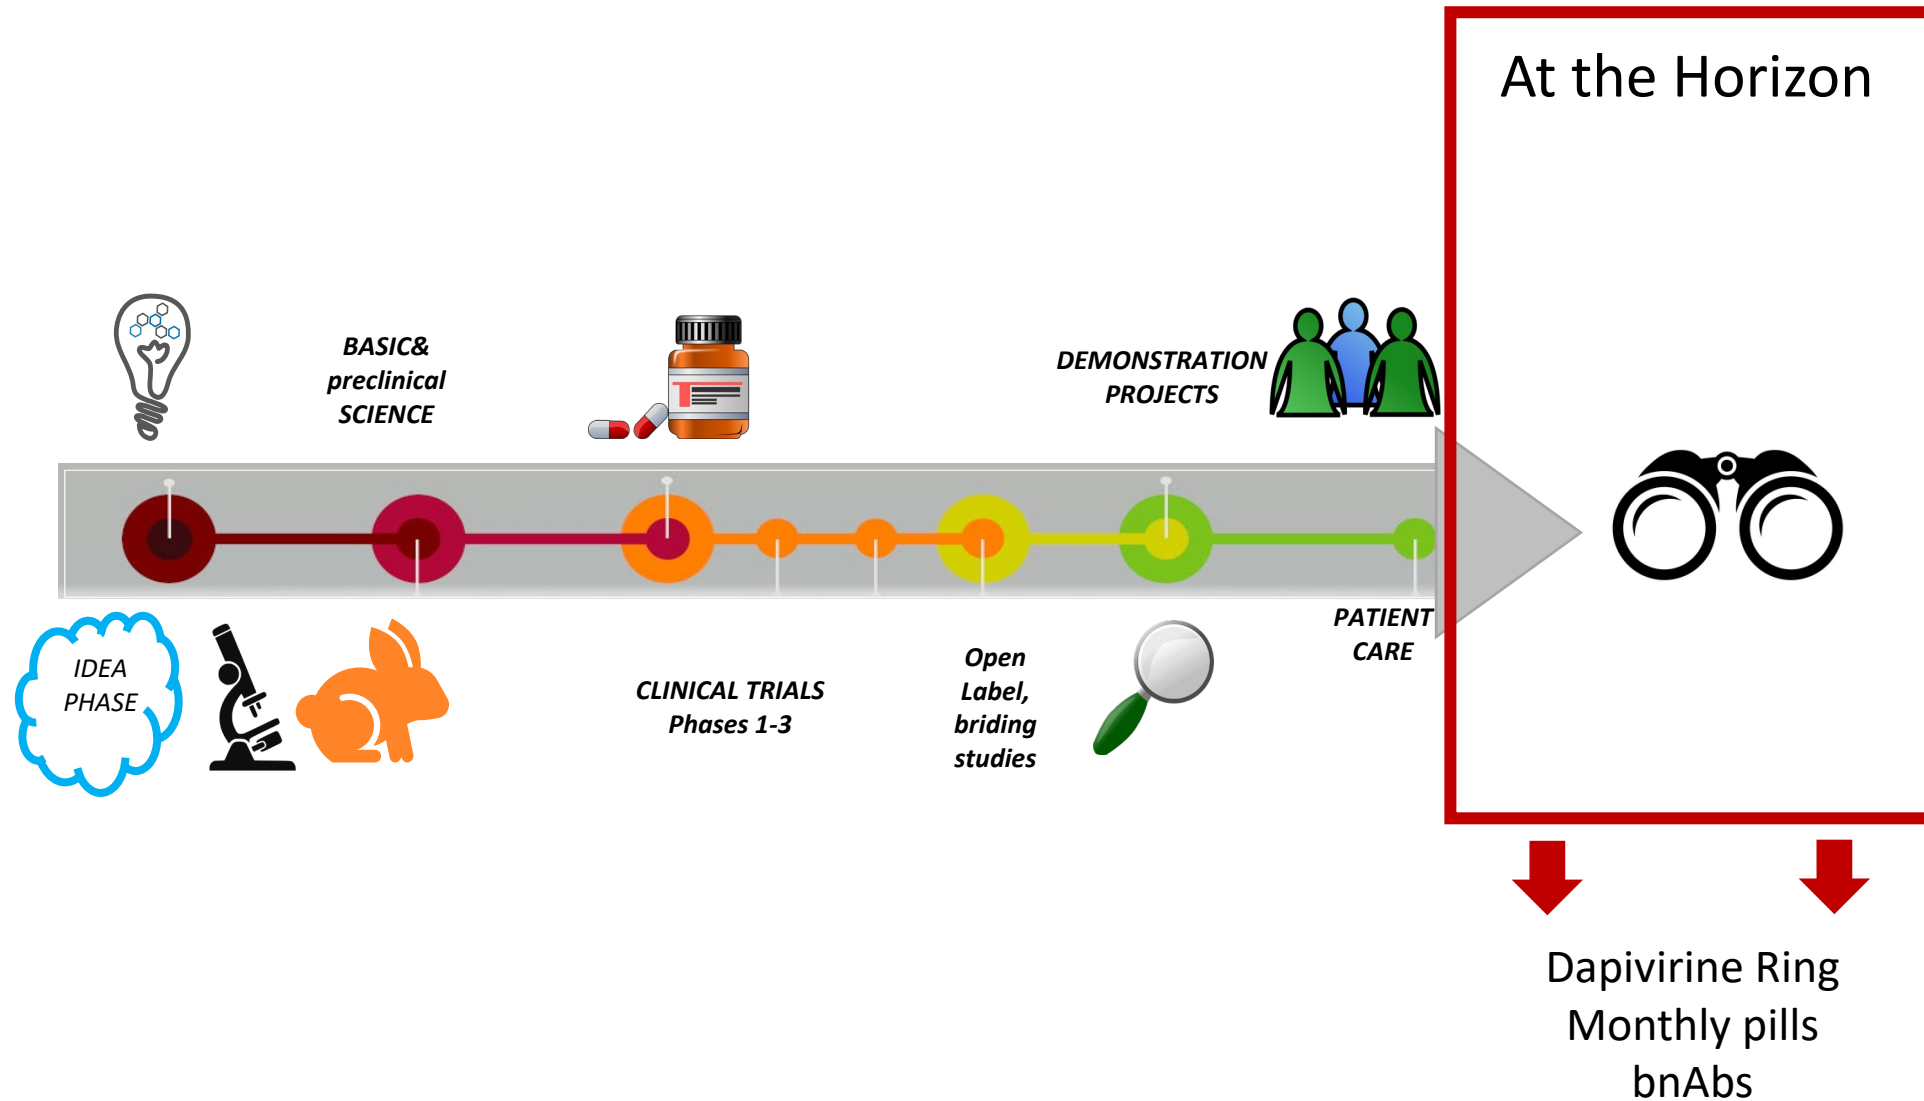 At the Horizon
BASIC&
preclinical
SCIENCE
DEMONSTRATION
PROJECTS
IDEA
PHASE
CLINICAL TRIALS
Phases 1-3
Open
Label,
briding
studies
PATIENT
CARE
Dapivirine Ring
Monthly pills
bnAbs